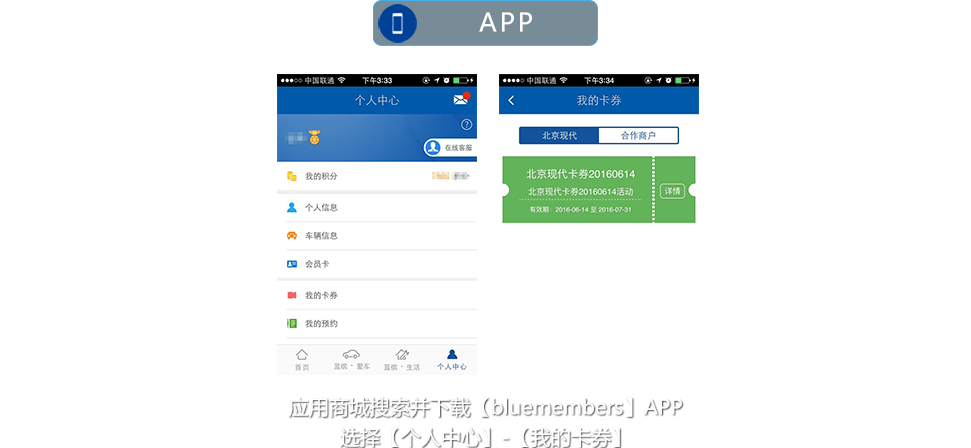 APP
中国联通 下午3:33
个人中心
在线客服
我的积分
个人信息
车辆信息
会员卡
我的卡券
我的预约
首页 蓝缤·爱车 蓝缤·生活 个人中心
中国联通 下午3:34
我的卡券
北京现代 合作商户
北京现代卡券20160614
北京现代卡券20160614活动
详情
有效期：2016-06-14 至 2016-07-31
应用商城搜索并下载【bluemembers】APP
选择【个人中心】-【我的卡券】